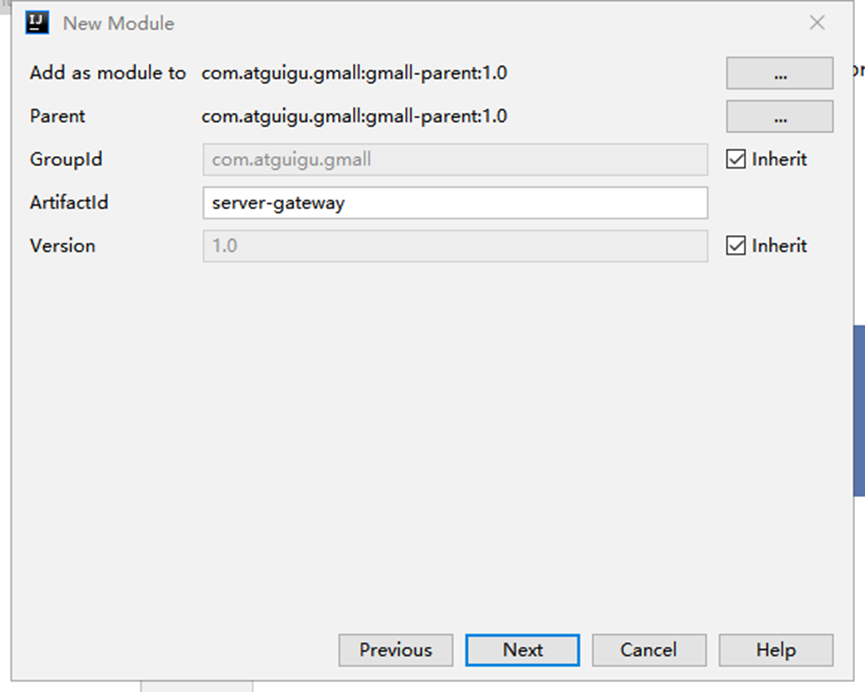 IJ New Module
Add as module to com.atguigu.gmall:gmall-parent:1.0 ...
Parent com.atguigu.gmall:gmall-parent:1.0 ...
GroupId com.atguigu.gmall Inherit
ArtifactId server-gateway
Version 1.0 Inherit
Previous Next Cancel Help